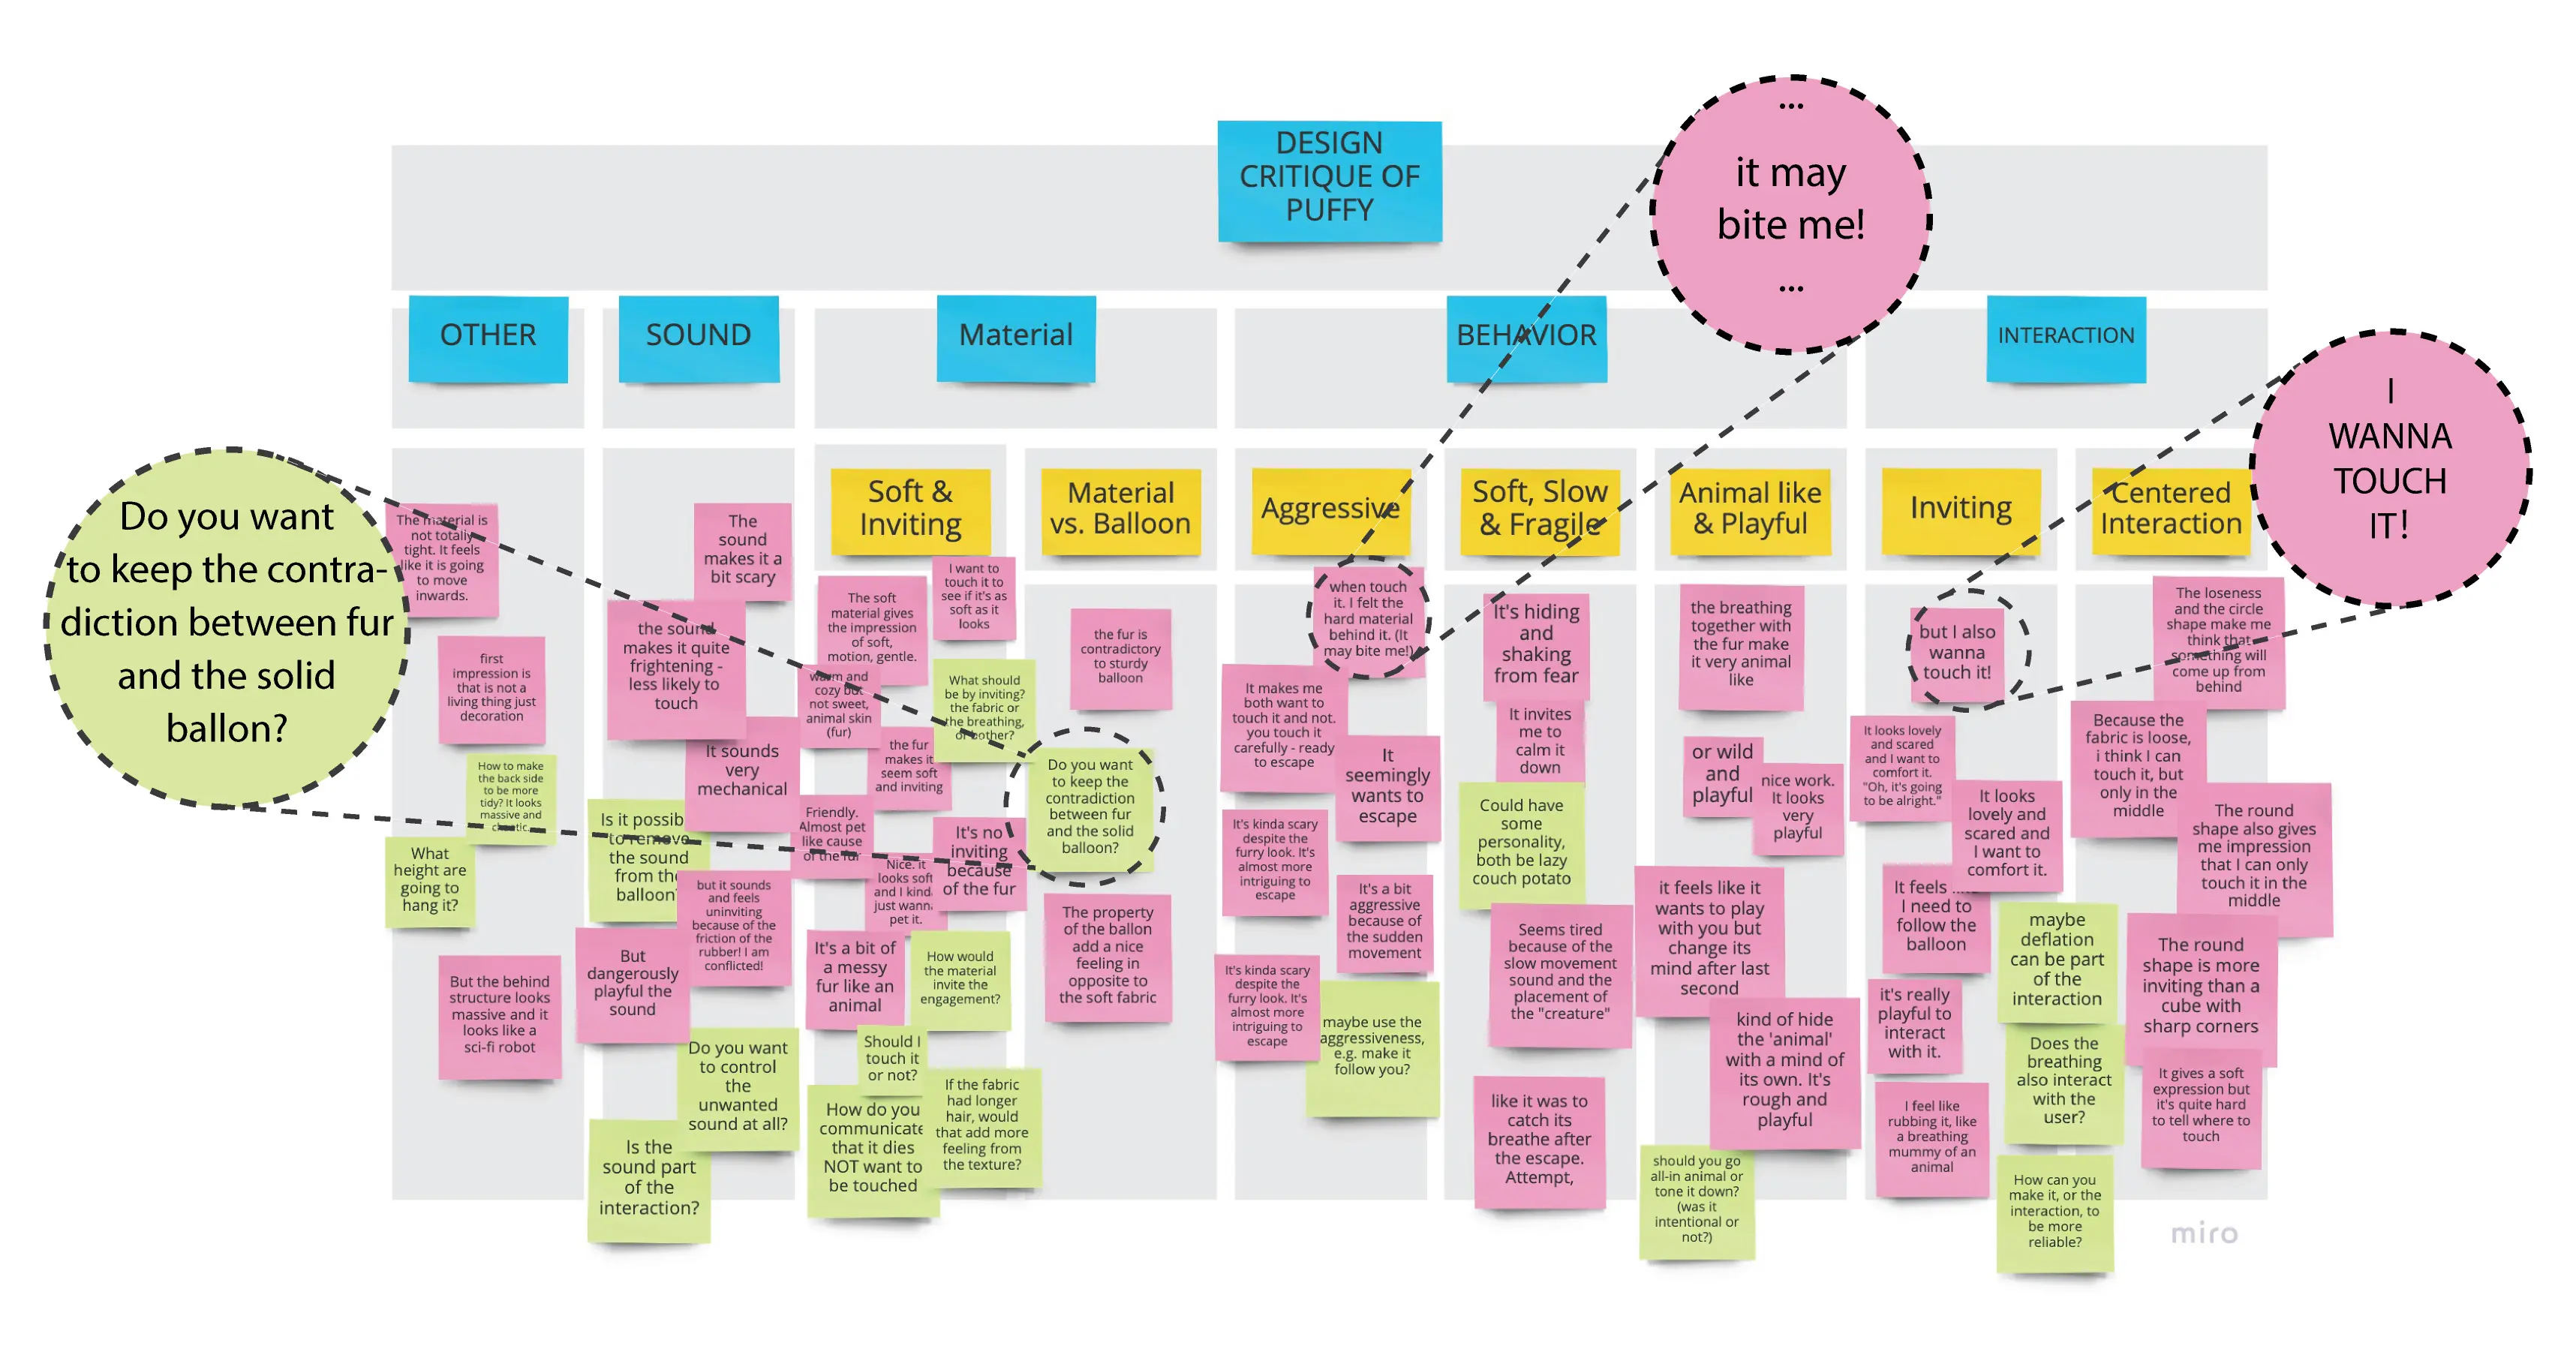 DESIGN
CRITIQUE OF
PUFFY
...
it may
bite me!
...
OTHER
SOUND
Material
BEHAVIOR
INTERACTION
I
WANNA
TOUCH
IT!
Do you want
to keep the contra-
diction between fur
and the solid
ballon?
Soft &
Inviting
Material
vs. Balloon
Aggressive
Soft, Slow
& Fragile
Animal like
& Playful
Inviting
Centered
Interaction
The material is
not totally
tight. It feels
like it is going
to move
inwards.
first
impression is
that is not a
living thing just
decoration
How to make
the back side
to be more
tidy? It looks
massive and
chaotic.
What
height are
going to
hang it?
But the behind
structure looks
massive and it
looks like a
sci-fi robot
The
sound
makes it a
bit scary
the sound
makes it quite
frightening -
less likely to
touch
It sounds
very
mechanical
Is it possib
to remove
the sound
from the
balloon?
but it sounds
and feels
uninviting
because of the
friction of the
rubber! I am
conflicted!
But
dangerously
playful the
sound
Do you want
to control
the
unwanted
sound at all?
Is the
sound part
of the
interaction?
I want to
touch it to
see if it's as
soft as it
looks
The soft
material gives
the impression
of soft,
motion, gentle.
warm and
cozy but
not sweet,
animal skin
(fur)
What should
be by inviting?
the fabric or
the breathing,
or bother?
the fur
makes it
seem soft
and inviting
Friendly.
Almost pet
like cause
of the fur
It's no
inviting
because
of the fur
Nice. it
looks soft
and I kind
just wann
pet it.
It's a bit of
a messy
fur like an
animal
How would
the material
invite the
engagement?
Should I
touch it
or not?
How do you
communicate
that it dies
NOT want to
be touched
If the fabric
had longer
hair, would
that add more
feeling from
the texture?
the fur is
contradictory
to sturdy
balloon
Do you want
to keep the
contradiction
between fur
and the solid
balloon?
The property
of the ballon
add a nice
feeling in
opposite to
the soft fabric
when touch
it. I felt the
hard material
behind it. (It
may bite me!)
It makes me
both want to
touch it and not.
you touch it
carefully - ready
to escape
It
seemingly
wants to
escape
It's kinda scary
despite the
furry look. It's
almost more
intriguing to
escape
It's a bit
aggressive
because of
the sudden
movement
It's kinda scary
despite the
furry look. It's
almost more
intriguing to
escape
maybe use the
aggressiveness,
e.g. make it
follow you?
It's hiding
and
shaking
from fear
It invites
me to
calm it
down
Could have
some
personality,
both be lazy
couch potato
Seems tired
because of the
slow movement
sound and the
placement of
the "creature"
like it was to
catch its
breathe after
the escape.
Attempt,
the breathing
together with
the fur make
it very animal
like
or wild
and
playful
nice work.
It looks
very
playful
it feels like it
wants to play
with you but
change its
mind after last
second
kind of hide
the 'animal'
with a mind of
its own. It's
rough and
playful
should you go
all-in animal or
tone it down?
(was it
intentional or
not?)
but I also
wanna
touch it!
It looks lovely
and scared
and I want to
comfort it.
"Oh, it's going
to be alright."
It looks
lovely and
scared and
I want to
comfort it.
It feels
I need to
follow the
balloon
maybe
deflation
can be part
of the
interaction
it's really
playful to
interact
with it.
Does the
breathing
also interact
with the
user?
I feel like
rubbing it, like
a breathing
mummy of an
animal
How can you
make it, or the
interaction, to
be more
reliable?
The loseness
and the circle
shape make me
think that
something will
come up from
behind
Because the
fabric is loose,
i think I can
touch it, but
only in the
middle
The round
shape also gives
me impression
that I can only
touch it in the
middle
The round
shape is more
inviting than a
cube with
sharp corners
It gives a soft
expression but
it's quite hard
to tell where to
touch
miro